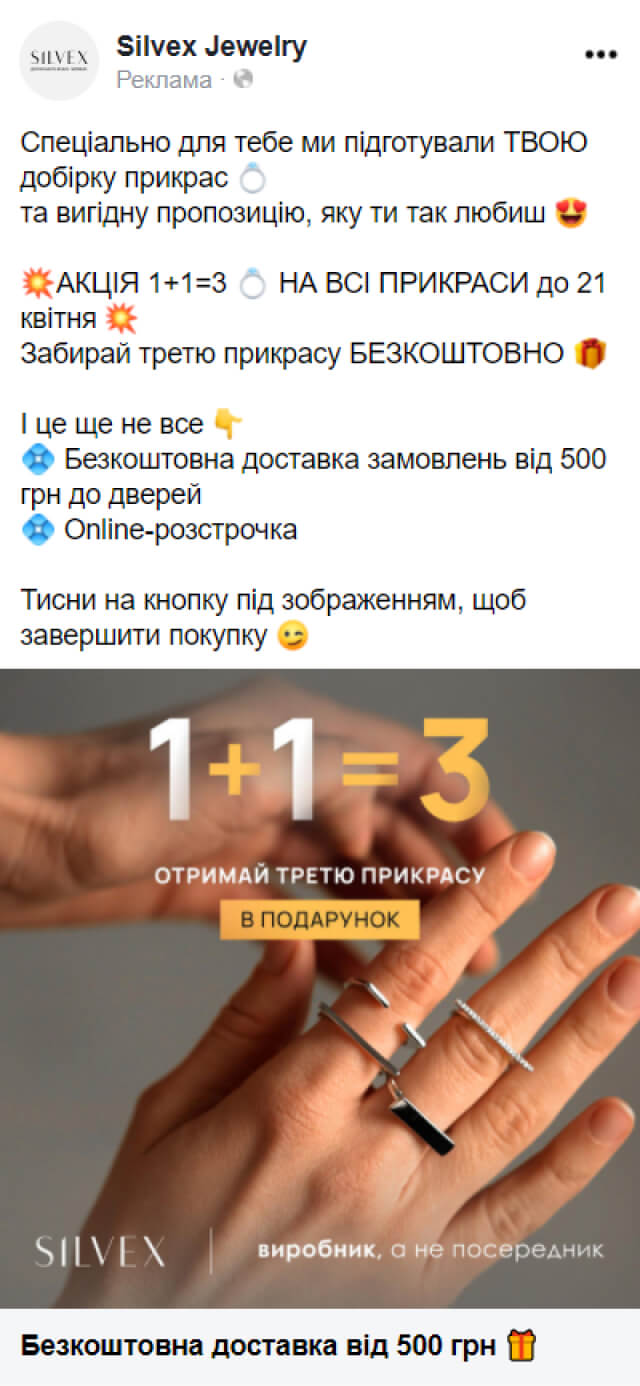 SILVEX
Silvex Jewelry
Реклама ·
Спеціально для тебе ми підготували ТВОЮ
добірку прикрас 💍
та вигідну пропозицію, яку ти так любиш 😍
💥АКЦІЯ 1+1=3 💍 НА ВСІ ПРИКРАСИ до 21
квітня 💥
Забирай третю прикрасу БЕЗКОШТОВНО 🎁
І це ще не все 👇
💠 Безкоштовна доставка замовлень від 500
грн до дверей
💠 Online-розстрочка
Тисни на кнопку під зображенням, щоб
завершити покупку 😉
1+1=3
ОТРИМАЙ ТРЕТЮ ПРИКРАСУ
В ПОДАРУНОК
SILVEX | виробник, а не посередник
Безкоштовна доставка від 500 грн 🎁